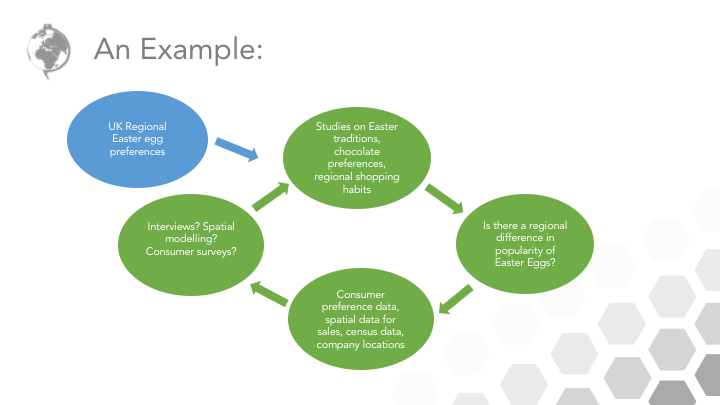 An Example:
UK Regional
Easter egg
preferences
Studies on Easter
traditions,
chocolate
preferences,
regional shopping
habits
Is there a regional
difference in
popularity of
Easter Eggs?
Consumer
preference data,
spatial data for
sales, census data,
company locations
Interviews? Spatial
modelling?
Consumer surveys?